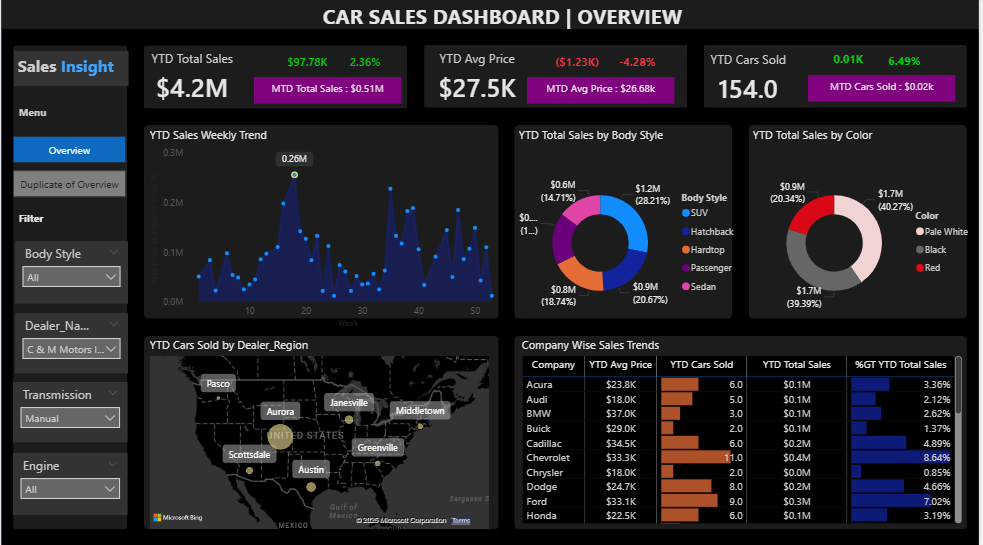 CAR SALES DASHBOARD | OVERVIEW
Sales Insight
Menu
Overview
Duplicate of Overview
Filter
Body Style
All
Dealer_Na...
C & M Motors I...
Transmission
Manual
Engine
All
YTD Total Sales
$97.78K 2.36%
$4.2M
MTD Total Sales : $0.51M
YTD Avg Price
($1.23K) -4.28%
$27.5K
MTD Avg Price : $26.68k
YTD Cars Sold
0.01K 6.49%
154.0
MTD Cars Sold : $0.02k
YTD Sales Weekly Trend
0.3M
0.26M
0.2M
0.1M
0.0M
10 20 30 40 50
Week
YTD Total Sales by Body Style
$0.6M
(14.71%)
$1.2M
(28.21%)
$0...
(1...)
$0.8M
(18.74%)
$0.9M
(20.67%)
Body Style
SUV
Hatchback
Hardtop
Passenger
Sedan
YTD Total Sales by Color
$0.9M
(20.34%)
$1.7M
(40.27%)
$1.7M
(39.39%)
Color
Pale White
Black
Red
YTD Cars Sold by Dealer_Region
Pasco
Janesville
Aurora
Middletown
UNITED STATES
Greenville
Scottsdale
Austin
Gulf of
Mexico
Sargasso S
MEXICO
Microsoft Bing
© 2025 Microsoft Corporation Terms
Company Wise Sales Trends
Company YTD Avg Price YTD Cars Sold YTD Total Sales %GT YTD Total Sales
Acura $23.8K 6.0 $0.1M 3.36%
Audi $18.0K 5.0 $0.1M 2.12%
BMW $37.0K 3.0 $0.1M 2.62%
Buick $29.0K 2.0 $0.1M 1.37%
Cadillac $34.5K 6.0 $0.2M 4.89%
Chevrolet $33.3K 11.0 $0.4M 8.64%
Chrysler $18.0K 2.0 $0.0M 0.85%
Dodge $24.7K 8.0 $0.2M 4.66%
Ford $33.1K 9.0 $0.3M 7.02%
Honda $22.5K 6.0 $0.1M 3.19%